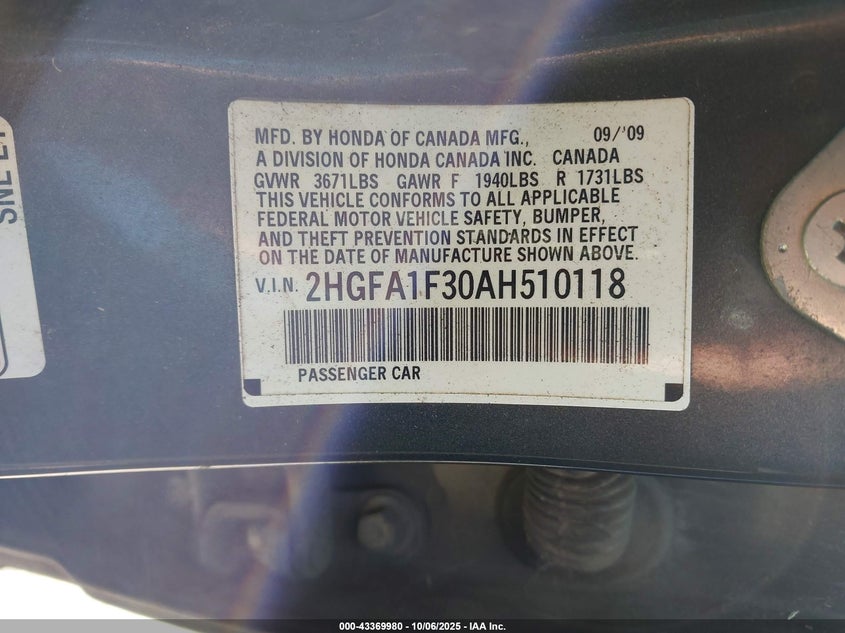 MFD. BY HONDA OF CANADA MFG., 09/'09
A DIVISION OF HONDA CANADA INC. CANADA
GVWR 3671LBS GAWR F 1940LBS R 1731LBS
THIS VEHICLE CONFORMS TO ALL APPLICABLE
FEDERAL MOTOR VEHICLE SAFETY, BUMPER,
AND THEFT PREVENTION STANDARDS IN EFFECT
ON THE DATE OF MANUFACTURE SHOWN ABOVE.
V.I.N. 2HGFA1F30AH510118
PASSENGER CAR
000-43369980 - 10/06/2025 - IAA Inc.